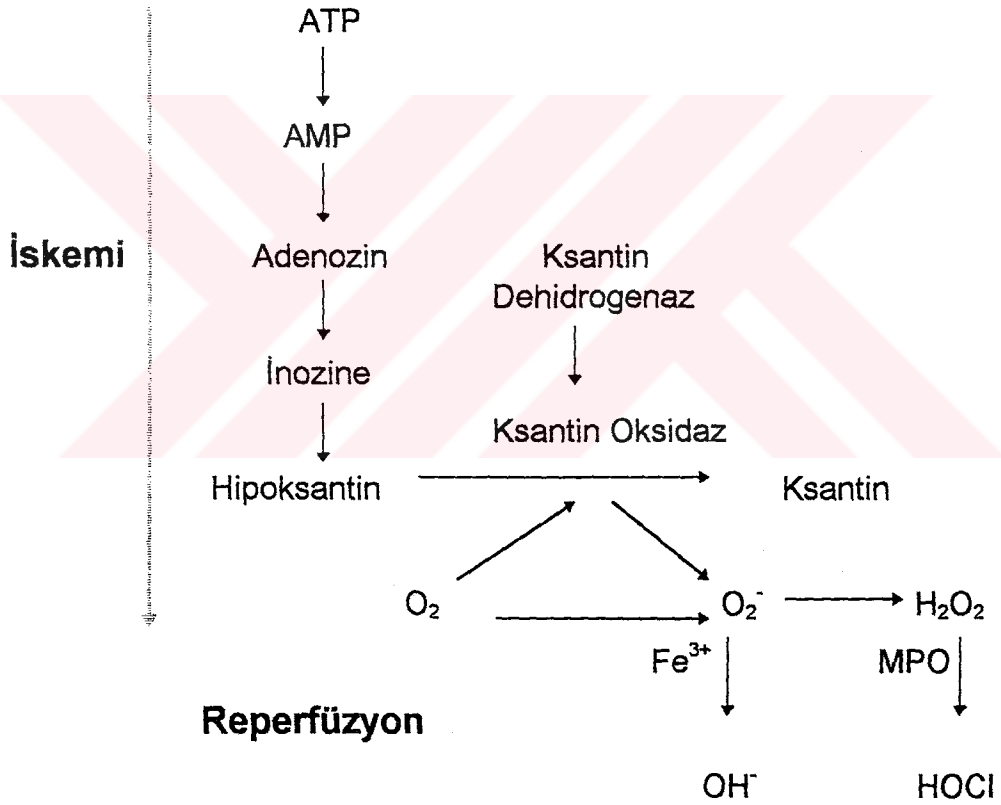 ATP
AMP
İskemi
Adenozin
Ksantin
Dehidrogenaz
İnozine
Ksantin Oksidaz
Hipoksantin
Ksantin
O₂
O₂⁻
H₂O₂
Fe³⁺
MPO
Reperfüzyon
OH⁻
HOCl